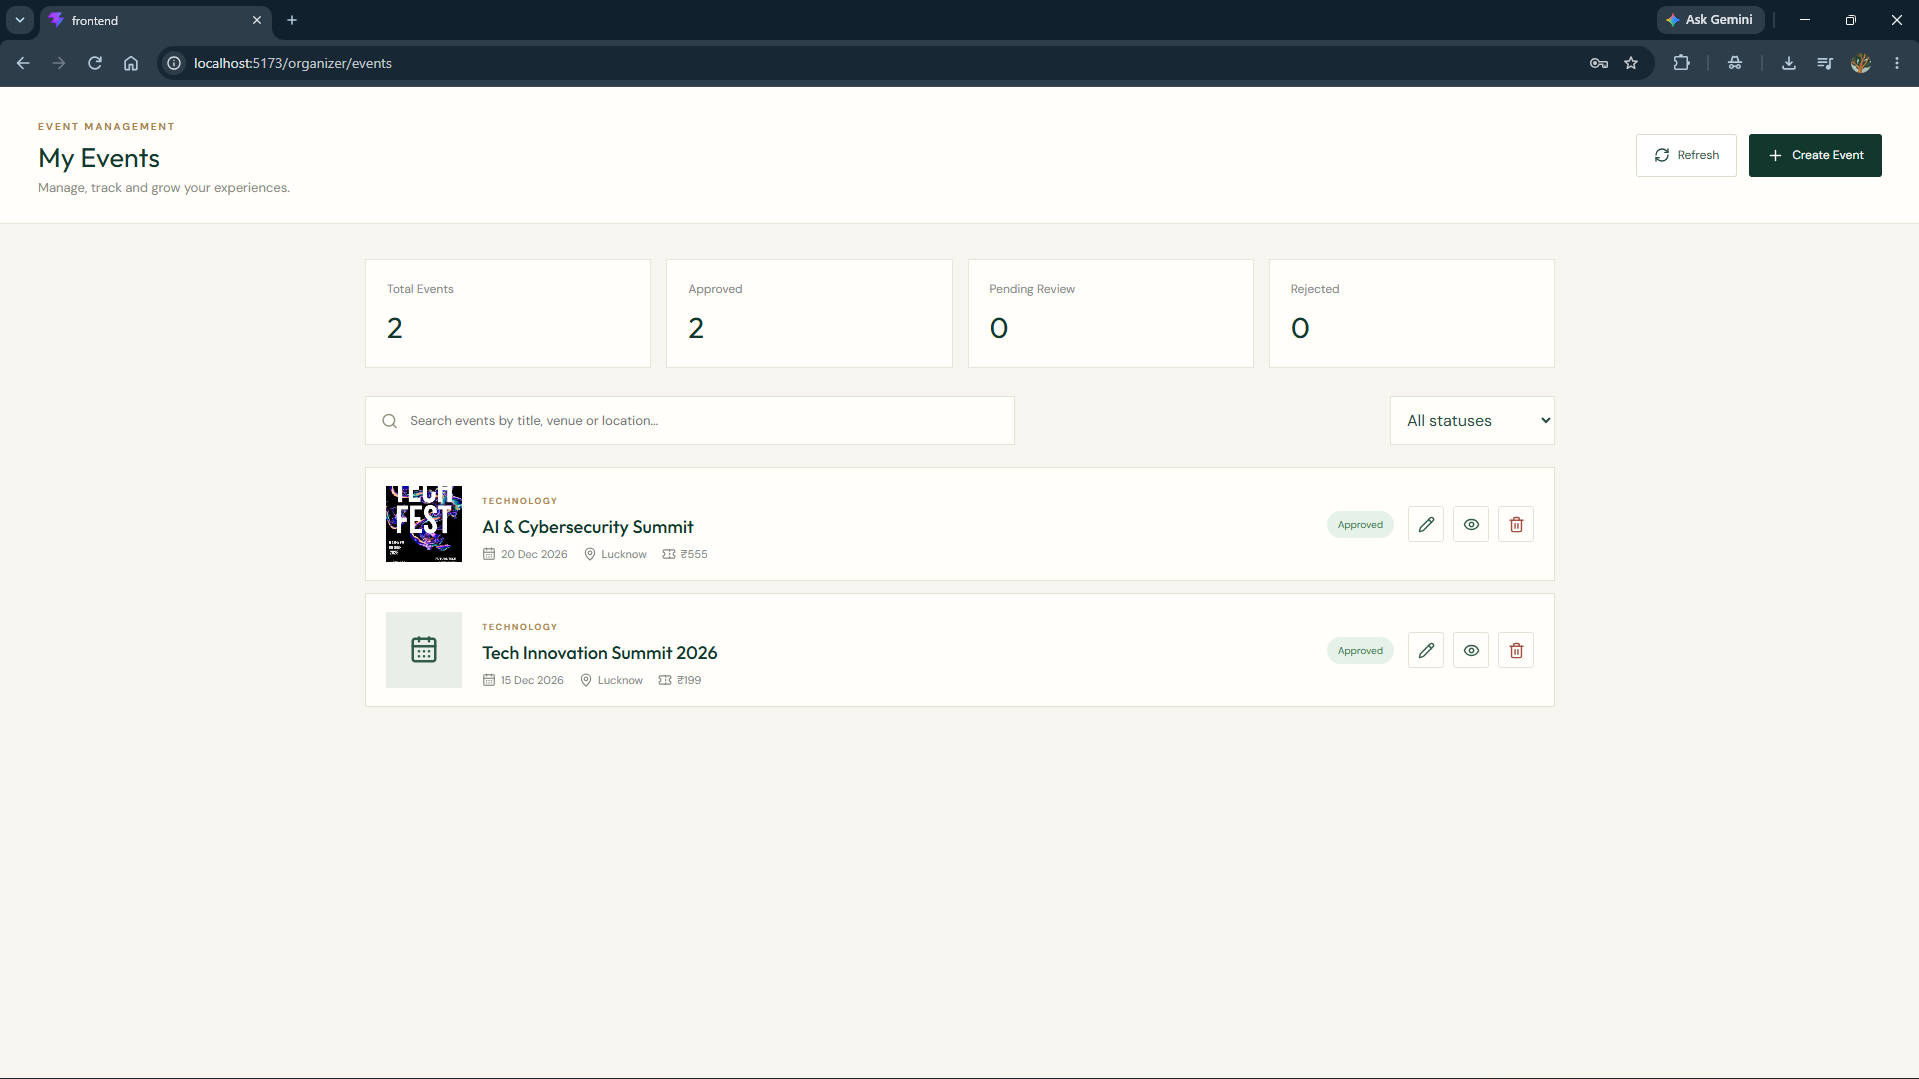 frontend
Ask Gemini
localhost:5173/organizer/events
EVENT MANAGEMENT
My Events
Manage, track and grow your experiences.
Refresh
Create Event
Total Events
2
Approved
2
Pending Review
0
Rejected
0
Search events by title, venue or location...
All statuses
TECH
FEST
TECHNOLOGY
AI & Cybersecurity Summit
20 Dec 2026
Lucknow
₹555
Approved
TECHNOLOGY
Tech Innovation Summit 2026
15 Dec 2026
Lucknow
₹199
Approved